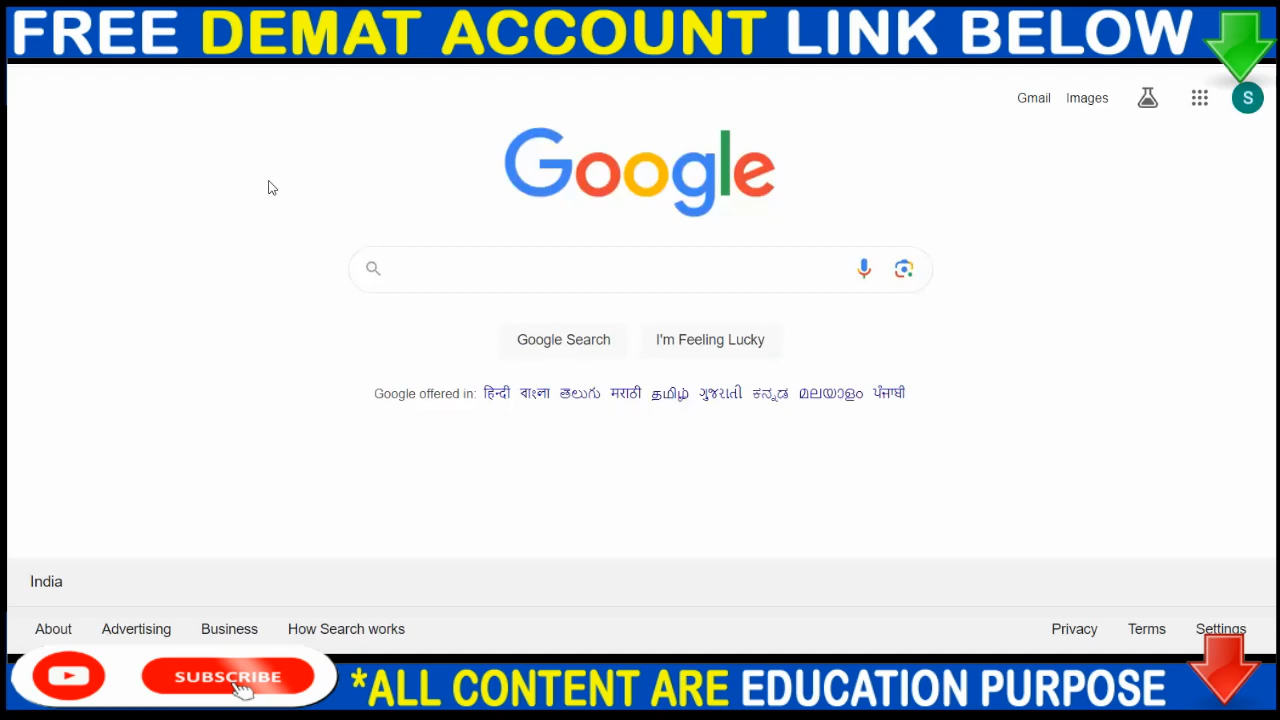 FREE DEMAT ACCOUNT LINK BELOW
Gmail Images
S
Google
Google Search I'm Feeling Lucky
Google offered in: हिन्दी বাংলা తెలుగు मराठी தமிழ் ગુજરાતી ಕನ್ನಡ മലയാളം ਪੰਜਾਬੀ
India
About Advertising Business How Search works Privacy Terms Settings
SUBSCRIBE
*ALL CONTENT ARE EDUCATION PURPOSE